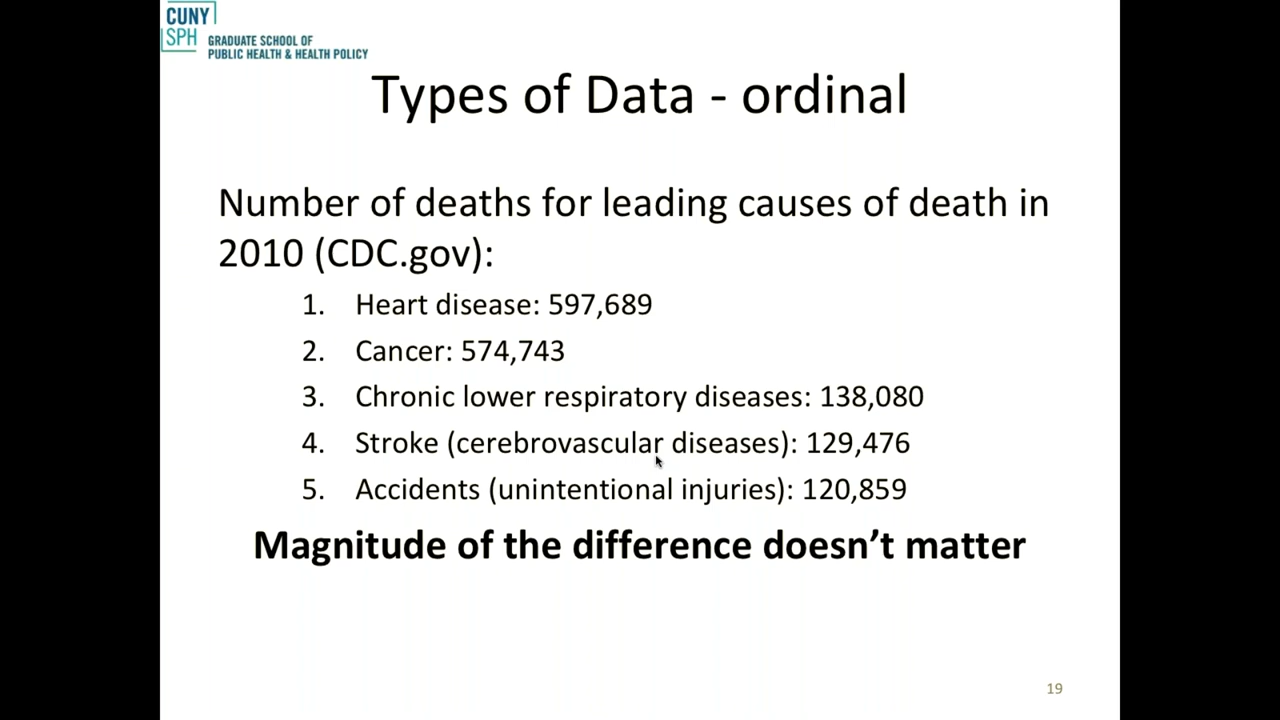 CUNY
SPH
GRADUATE SCHOOL OF
PUBLIC HEALTH & HEALTH POLICY
Types of Data - ordinal
Number of deaths for leading causes of death in
2010 (CDC.gov):
1. Heart disease: 597,689
2. Cancer: 574,743
3. Chronic lower respiratory diseases: 138,080
4. Stroke (cerebrovascular diseases): 129,476
5. Accidents (unintentional injuries): 120,859
Magnitude of the difference doesn’t matter
19